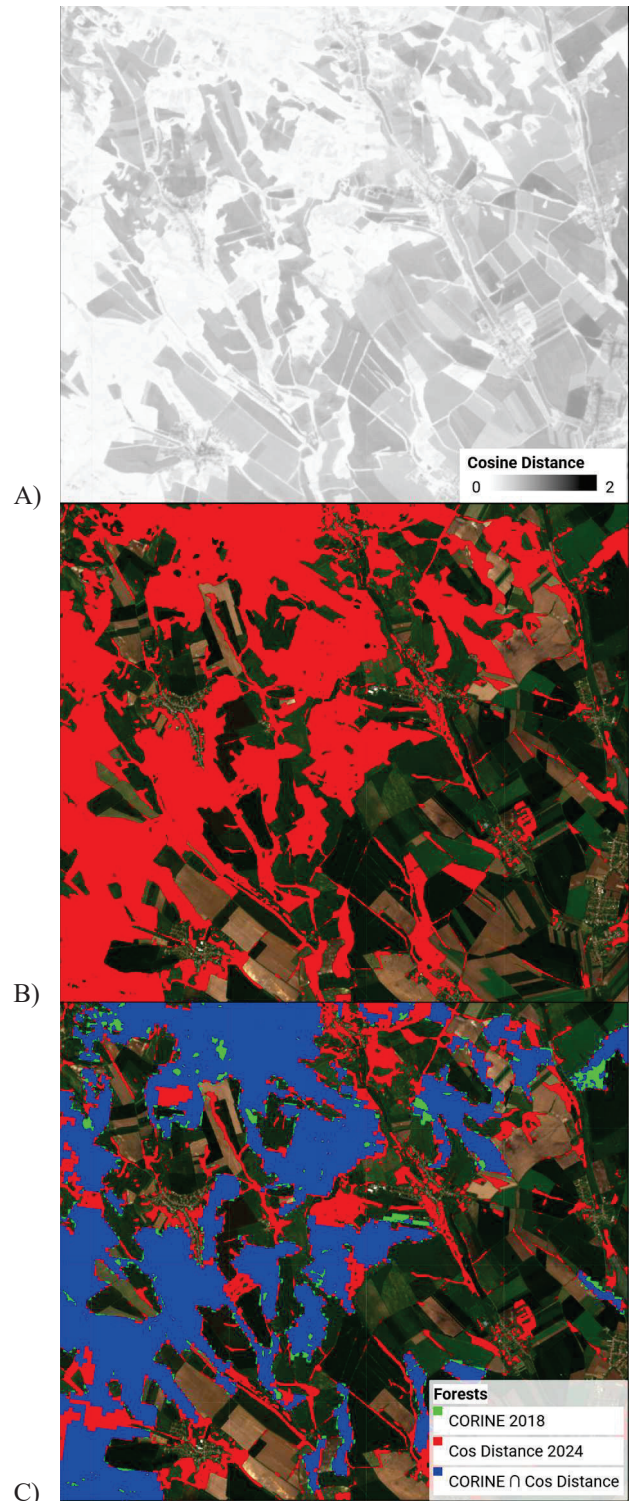 Cosine Distance
0 2
A)
B)
Forests
CORINE 2018
Cos Distance 2024
CORINE ∩ Cos Distance
C)